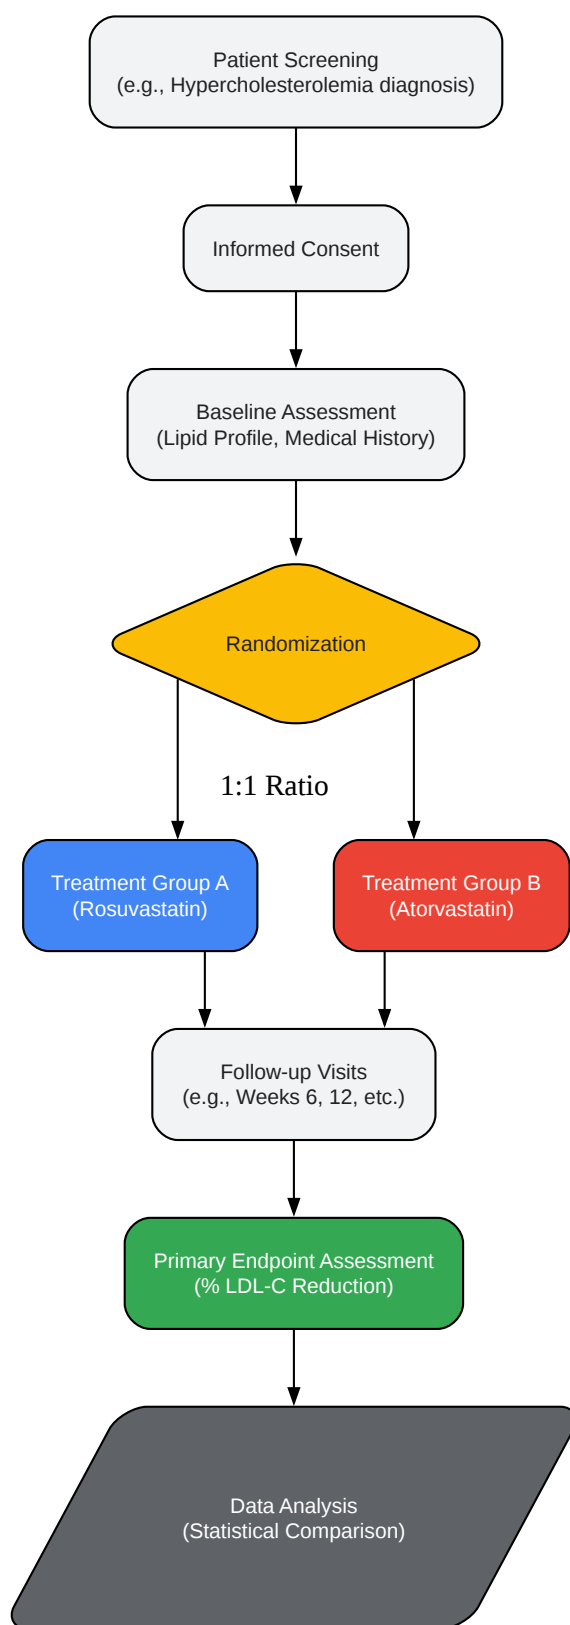 Patient Screening
(e.g., Hypercholesterolemia diagnosis)
Informed Consent
Baseline Assessment
(Lipid Profile, Medical History)
Randomization
1:1 Ratio
Treatment Group A
(Rosuvastatin)
Treatment Group B
(Atorvastatin)
Follow-up Visits
(e.g., Weeks 6, 12, etc.)
Primary Endpoint Assessment
(% LDL-C Reduction)
Data Analysis
(Statistical Comparison)